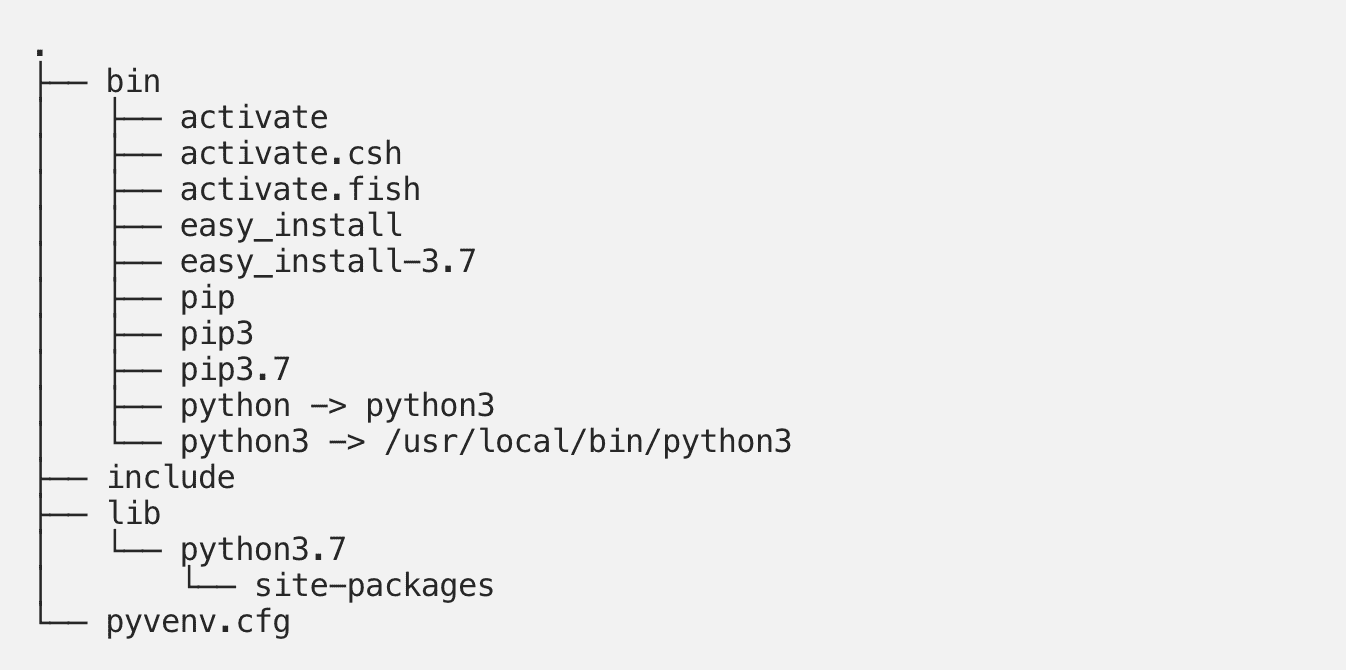 .
├── bin
│   ├── activate
│   ├── activate.csh
│   ├── activate.fish
│   ├── easy_install
│   ├── easy_install-3.7
│   ├── pip
│   ├── pip3
│   ├── pip3.7
│   ├── python -> python3
│   └── python3 -> /usr/local/bin/python3
├── include
├── lib
│   └── python3.7
│       └── site-packages
└── pyvenv.cfg